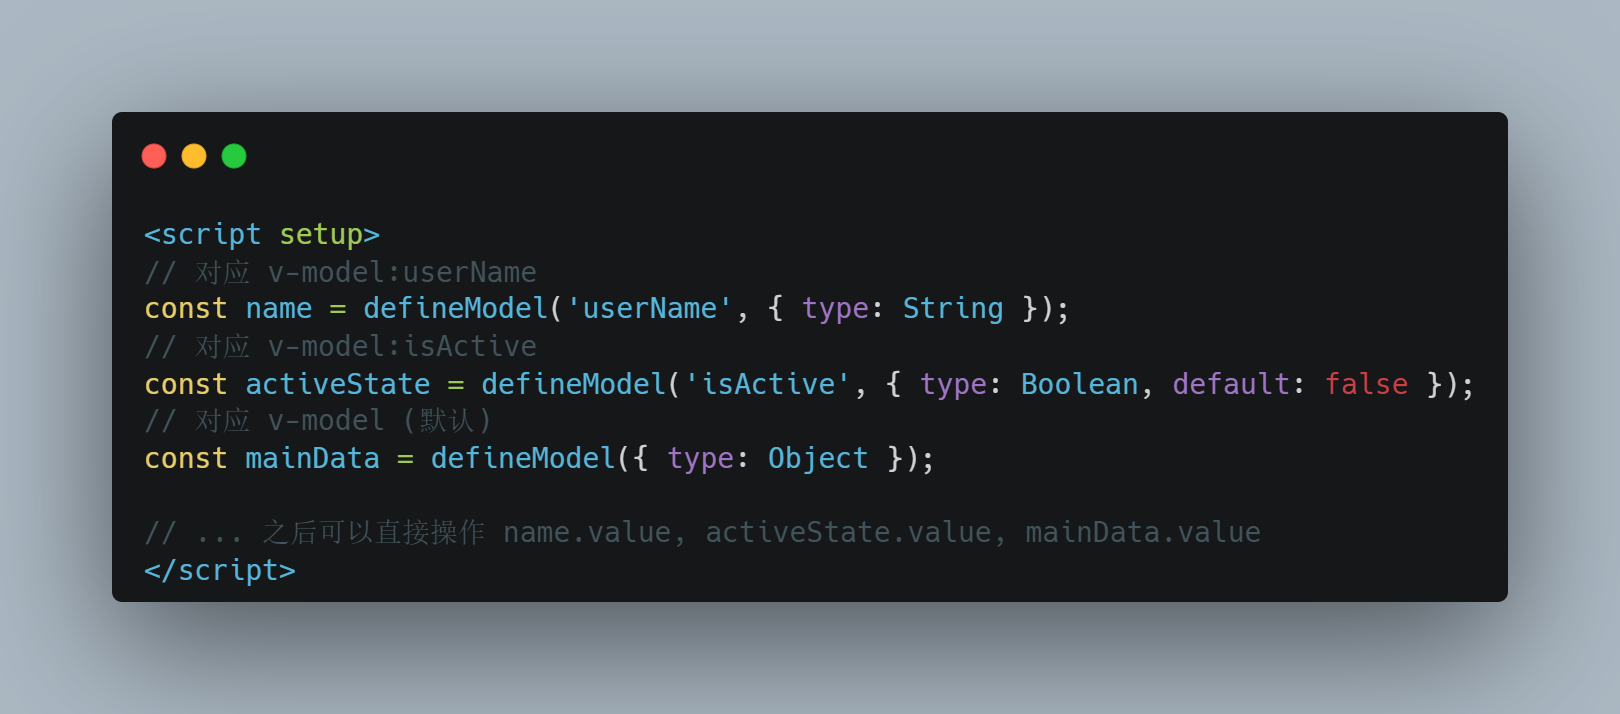 <script setup>
// 对应 v-model:userName
const name = defineModel('userName', { type: String });
// 对应 v-model:isActive
const activeState = defineModel('isActive', { type: Boolean, default: false });
// 对应 v-model (默认)
const mainData = defineModel({ type: Object });
// ... 之后可以直接操作 name.value, activeState.value, mainData.value
</script>